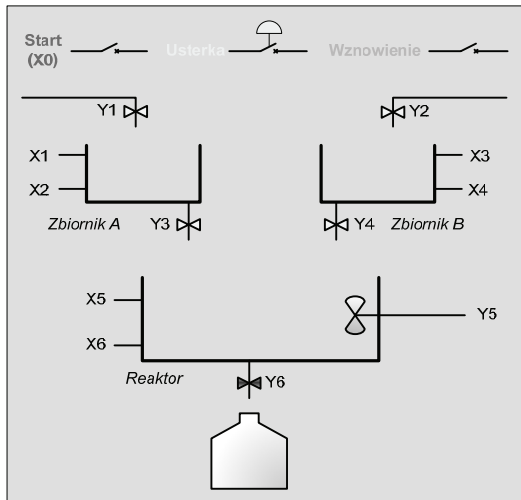 Start Usterka Wznowienie
(X0)
Y1 Y2
X1 X3
X2 X4
Zbiornik A Y3 Y4 Zbiornik B
X5
Y5
X6
Reaktor Y6